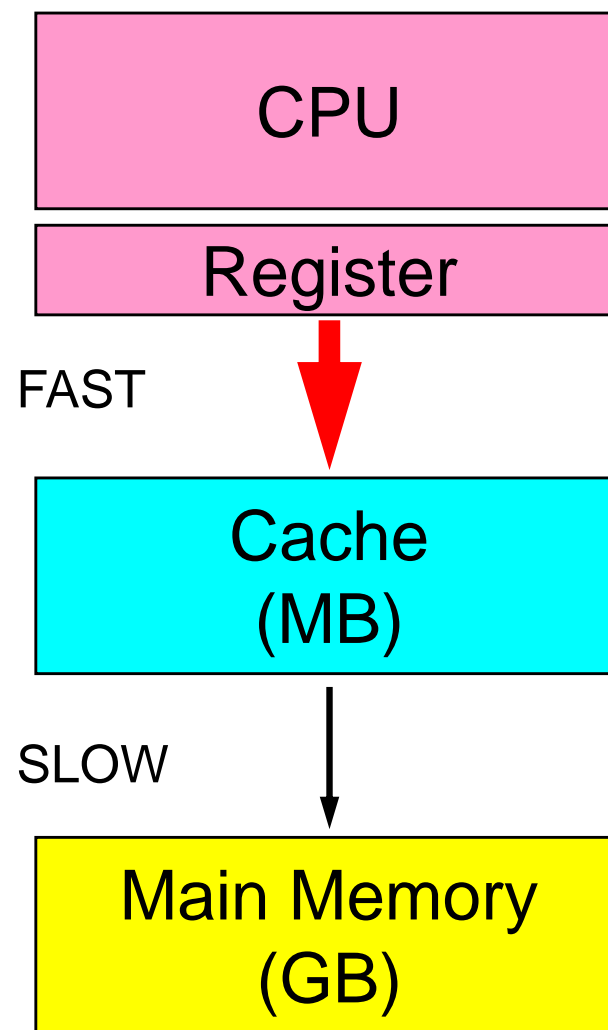 CPU
Register
FAST
Cache
(MB)
SLOW
Main Memory
(GB)